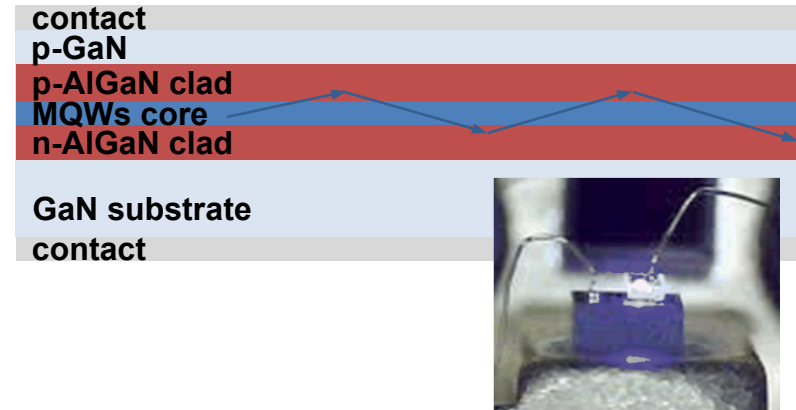 contact
p-GaN
p-AlGaN clad
MQWs core
n-AlGaN clad
GaN substrate
contact